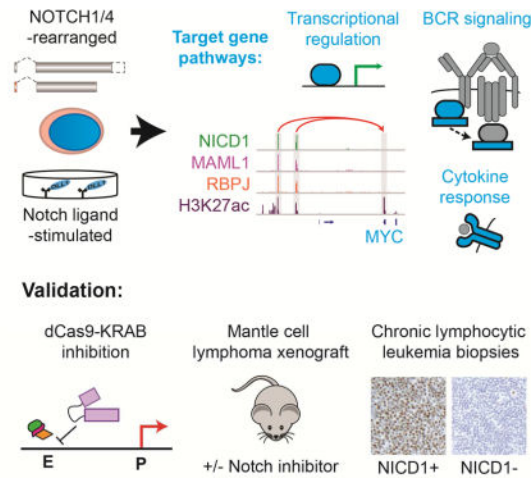 NOTCH1/4
-rearranged
Notch ligand
-stimulated
Target gene
pathways:
Transcriptional
regulation
BCR signaling
NICD1
MAML1
RBPJ
H3K27ac
MYC
Cytokine
response
Validation:
dCas9-KRAB
inhibition
E
P
Mantle cell
lymphoma xenograft
+/- Notch inhibitor
Chronic lymphocytic
leukemia biopsies
NICD1+
NICD1-